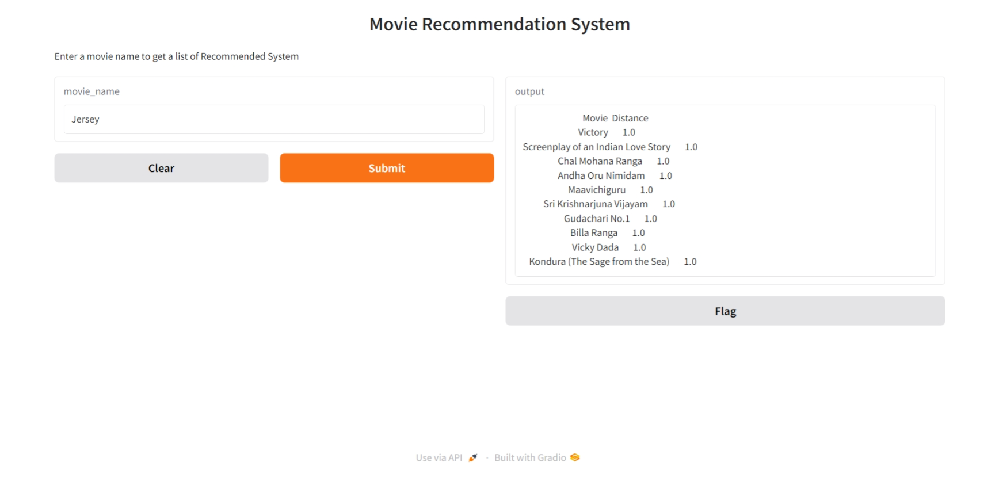 Movie Recommendation System
Enter a movie name to get a list of Recommended System
movie_name
Jersey
Clear
Submit
output
Movie Distance
Victory 1.0
Screenplay of an Indian Love Story 1.0
Chal Mohana Ranga 1.0
Andha Oru Nimidam 1.0
Maavichiguru 1.0
Sri Krishnarjuna Vijayam 1.0
Gudachari No.1 1.0
Billa Ranga 1.0
Vicky Dada 1.0
Kondura (The Sage from the Sea) 1.0
Flag
Use via API · Built with Gradio